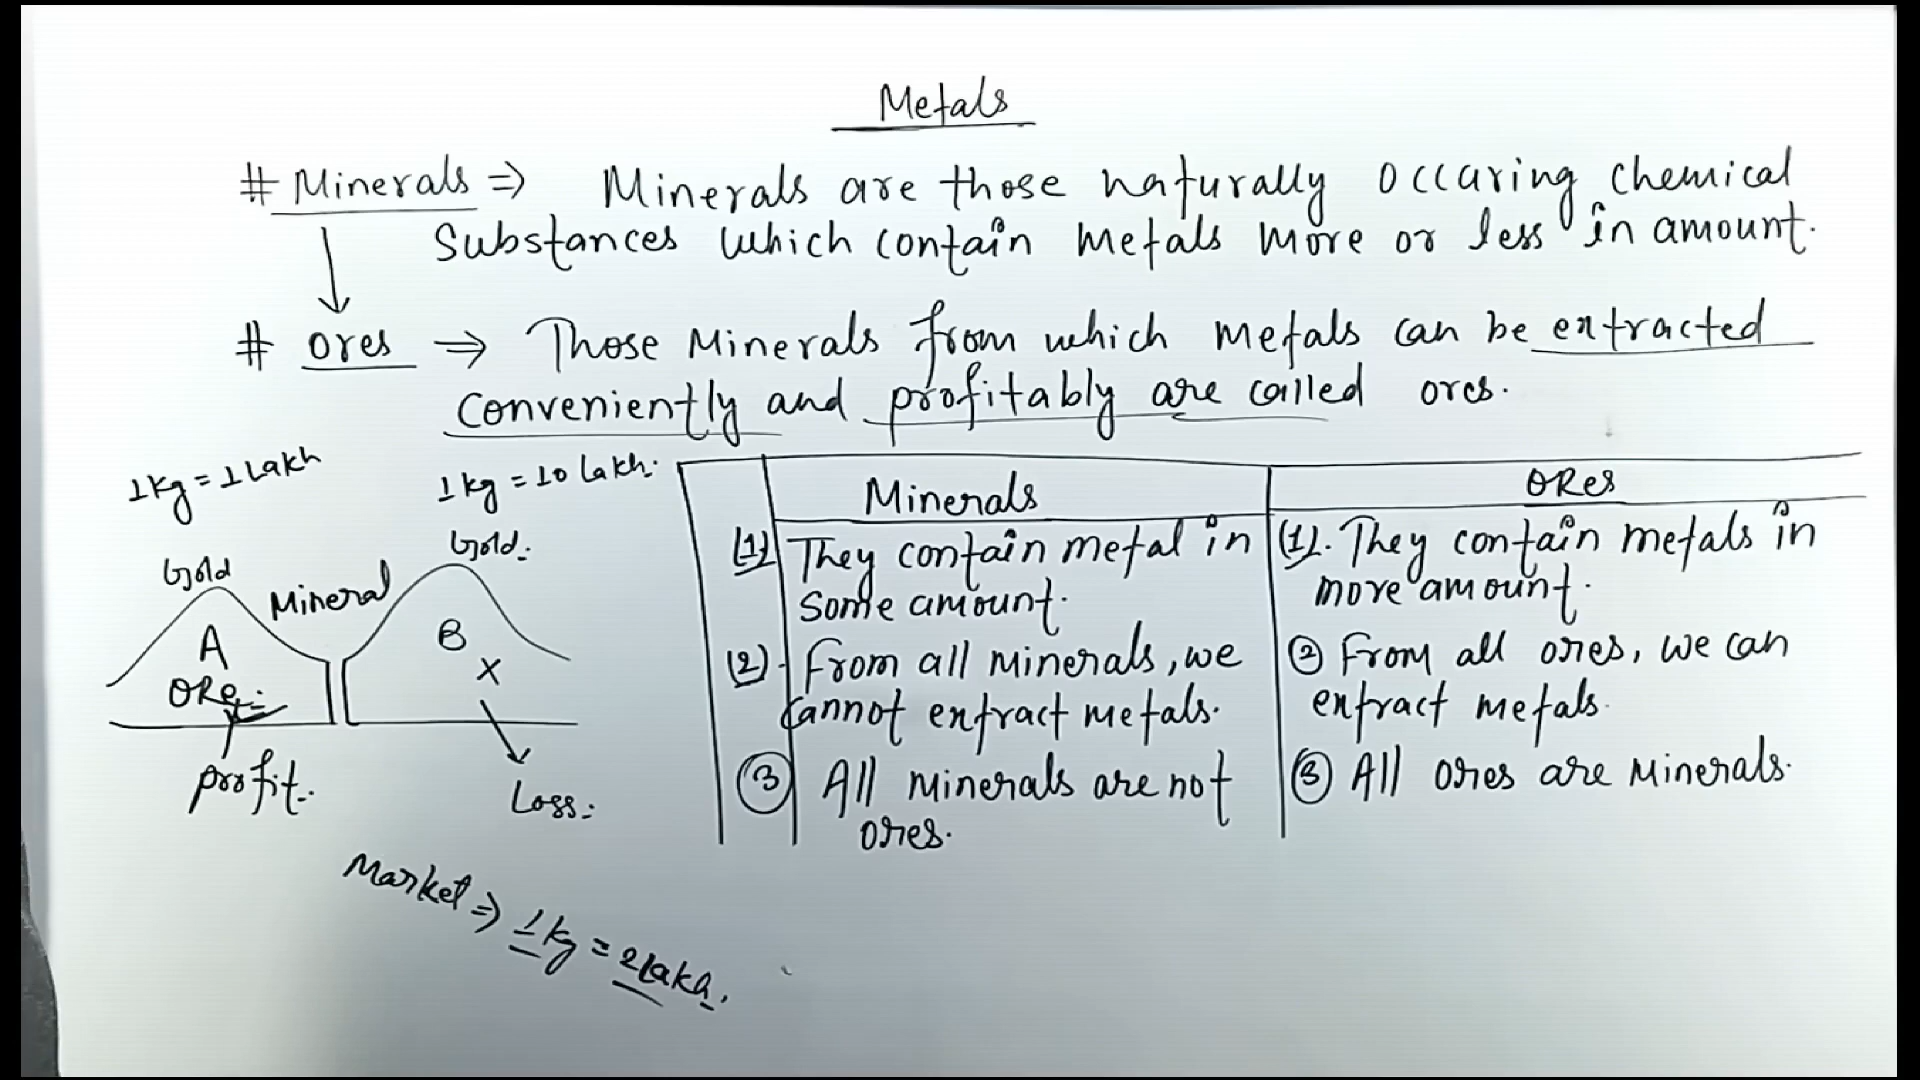 Metals
# Minerals ⇒ Minerals are those naturally occuring chemical
Substances which contain metals more or less in amount.
# ores → Those Minerals from which metals can be extracted
conveniently and profitably are called ores.
1kg = 1 Lakh
1kg = 10 Lakh.
Gold
Gold.
Mineral
A
ORe
B
X
profit.
Loss.
Market ⇒ 1kg = 2Lakh.
Minerals
ORes
(1) They contain metal in
some amount.
(1). They contain metals in
more amount.
(2). From all minerals, we
cannot extract metals.
(2) From all ores, we can
extract metals.
(3) All minerals are not
ores.
(3) All ores are Minerals.